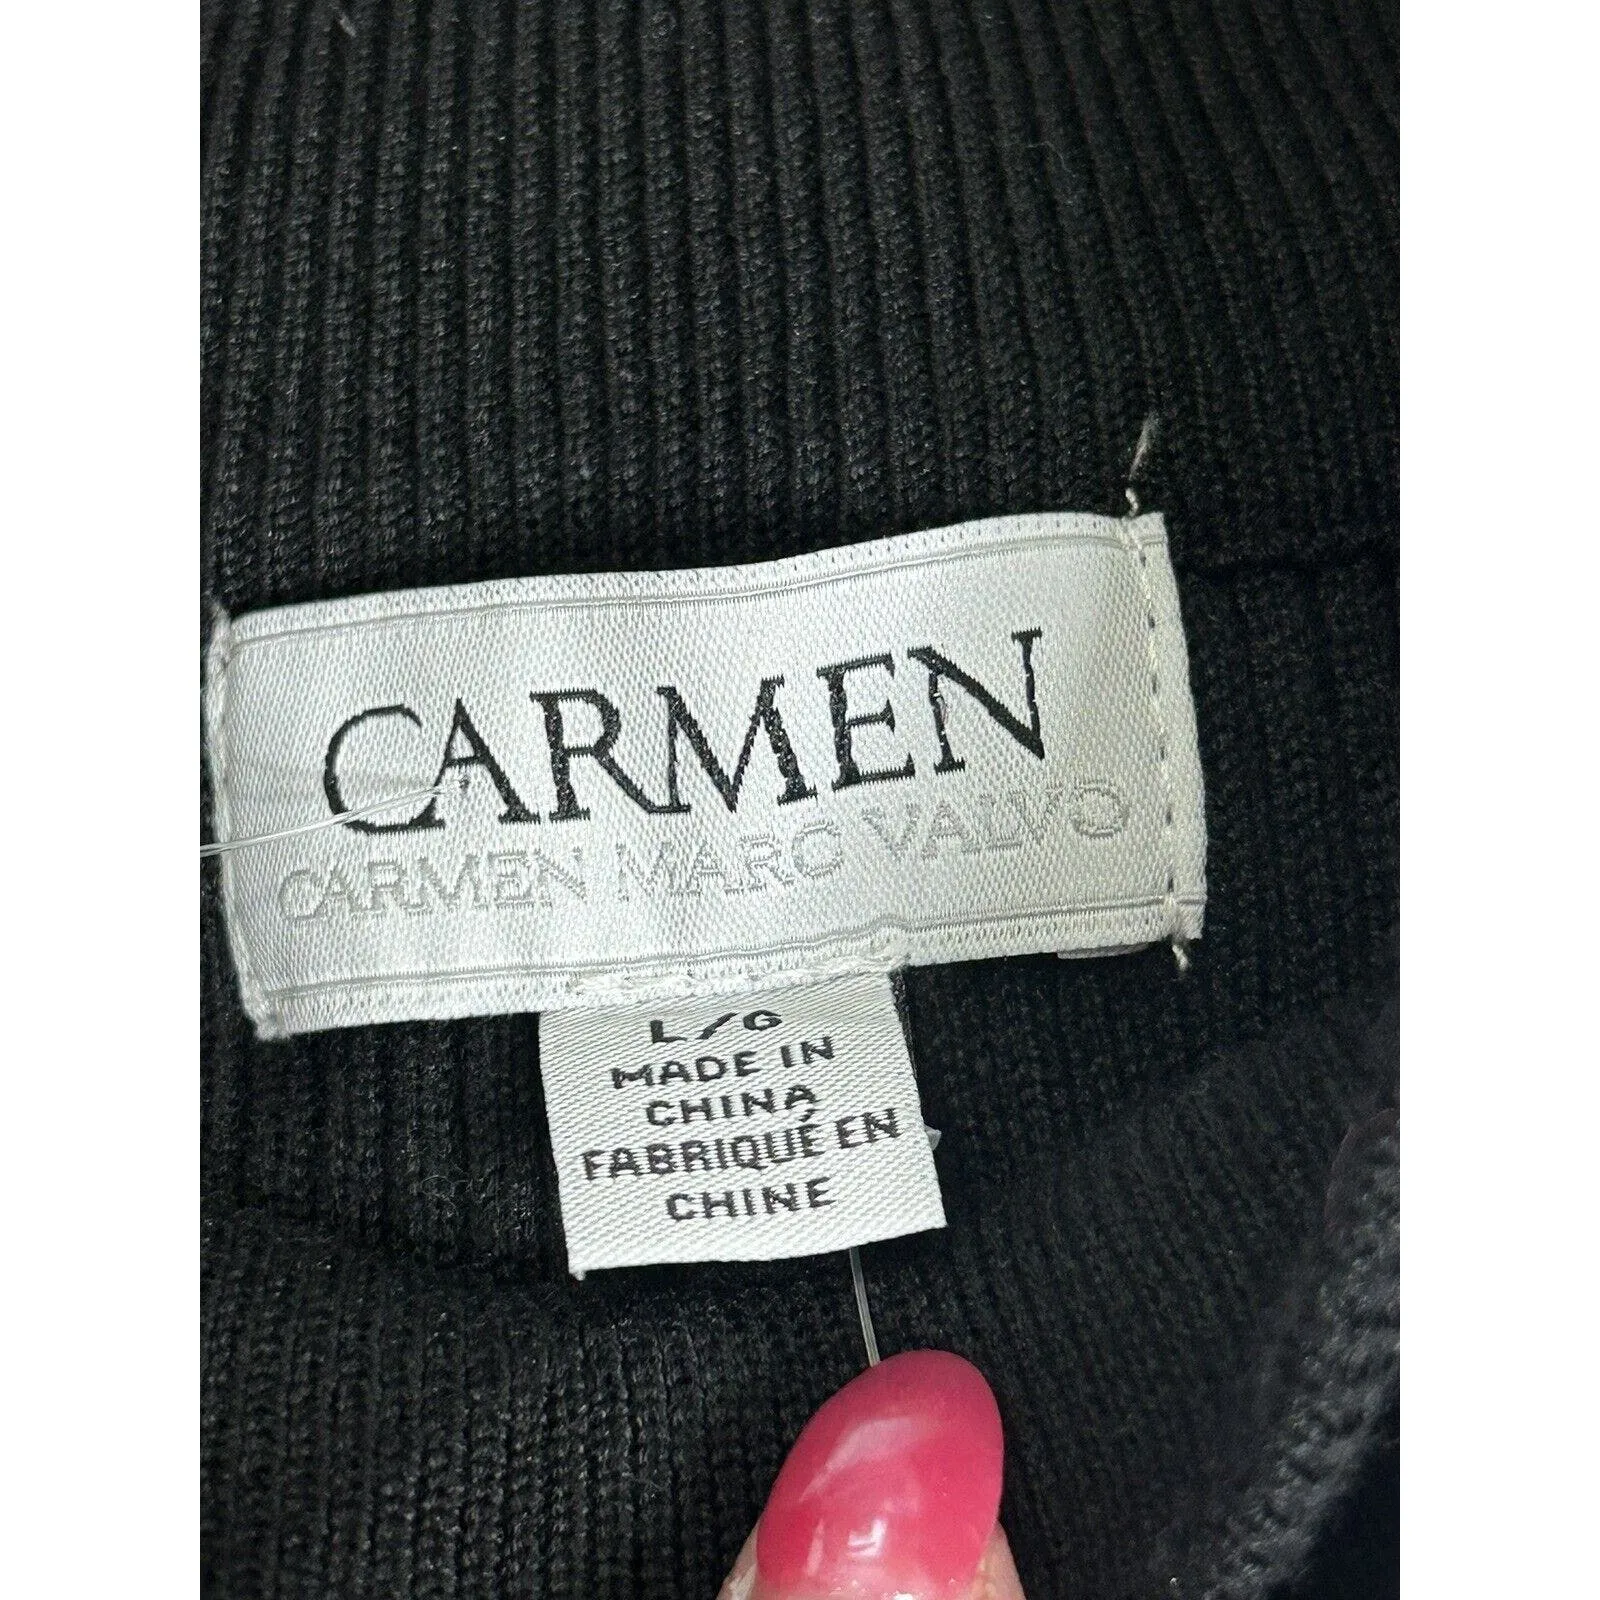 CARMEN
CARMEN MARC VALVO
L/G
MADE IN
CHINA
FABRIQUÉ EN
CHINE